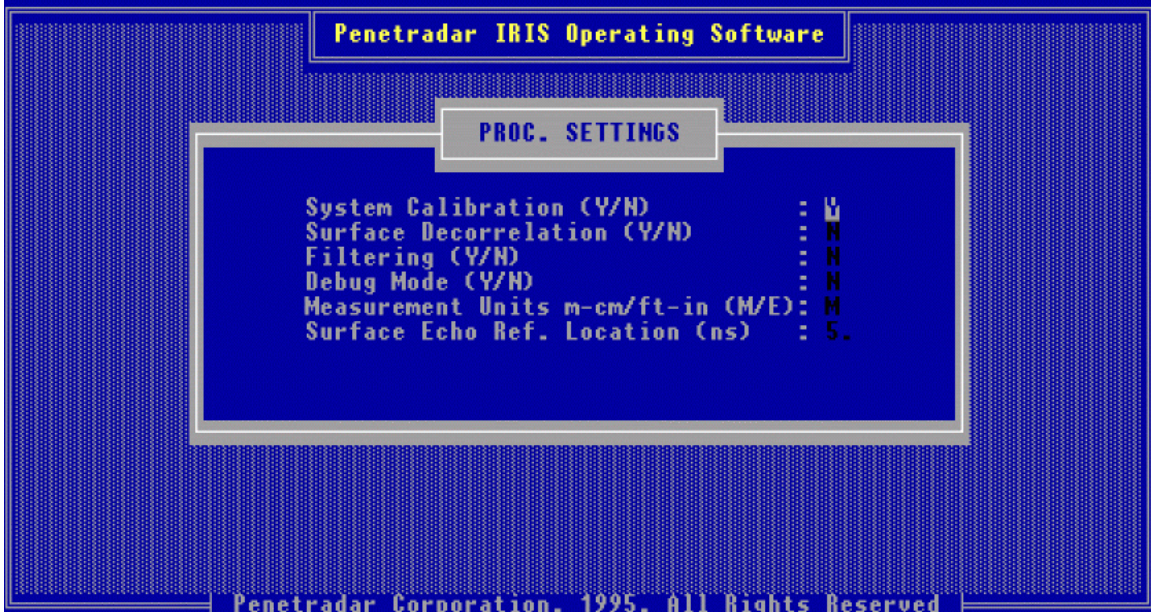 Penetradar IRIS Operating Software
PROC. SETTINGS
System Calibration (Y/N) : Y
Surface Decorrelation (Y/N) : N
Filtering (Y/N) : N
Debug Mode (Y/N) : N
Measurement Units m-cm/ft-in (M/E): M
Surface Echo Ref. Location (ns) : 5.
Penetradar Corporation, 1995, All Rights Reserved